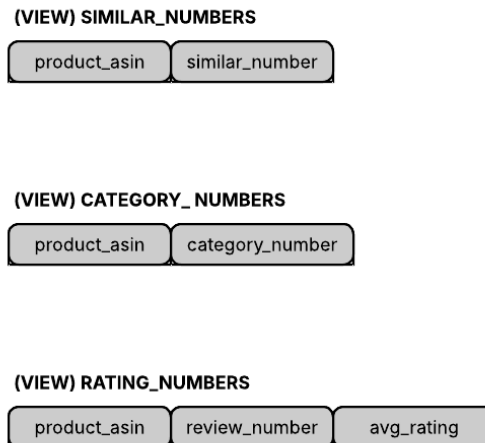 (VIEW) SIMILAR_NUMBERS
product_asin similar_number
(VIEW) CATEGORY_ NUMBERS
product_asin category_number
(VIEW) RATING_NUMBERS
product_asin review_number avg_rating